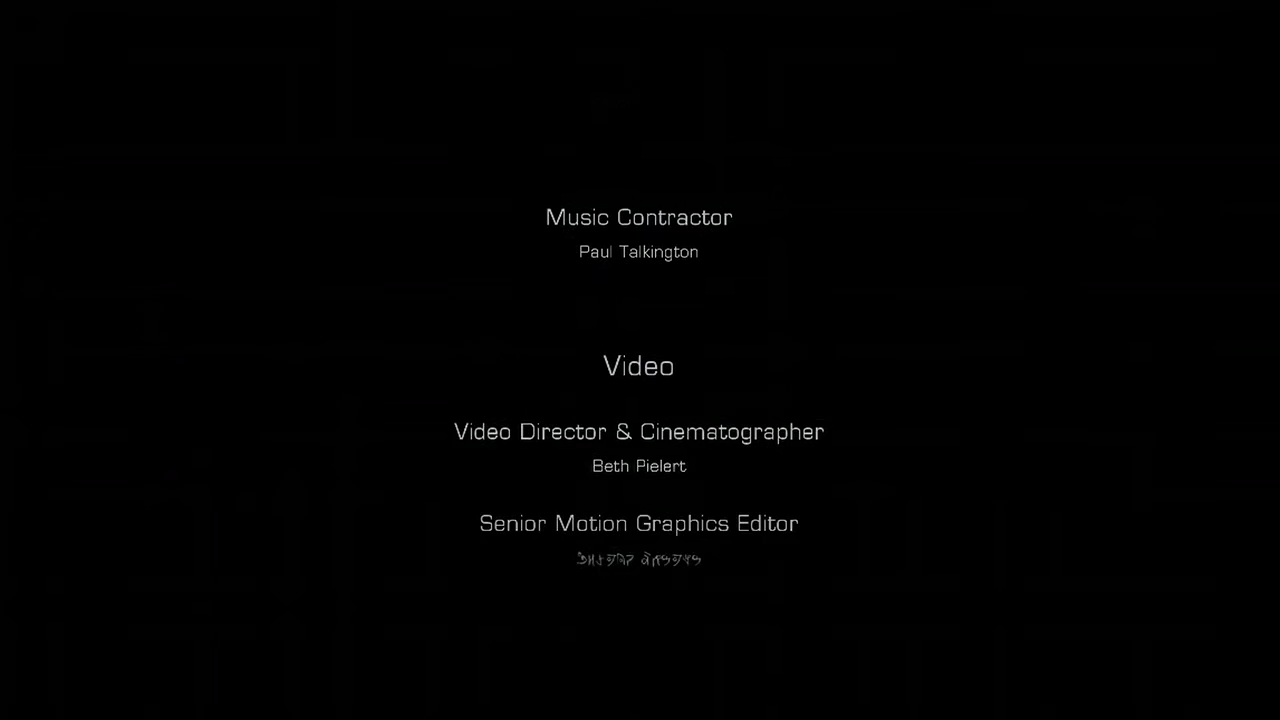 Music Contractor
Paul Talkington
Video
Video Director & Cinematographer
Beth Pielert
Senior Motion Graphics Editor